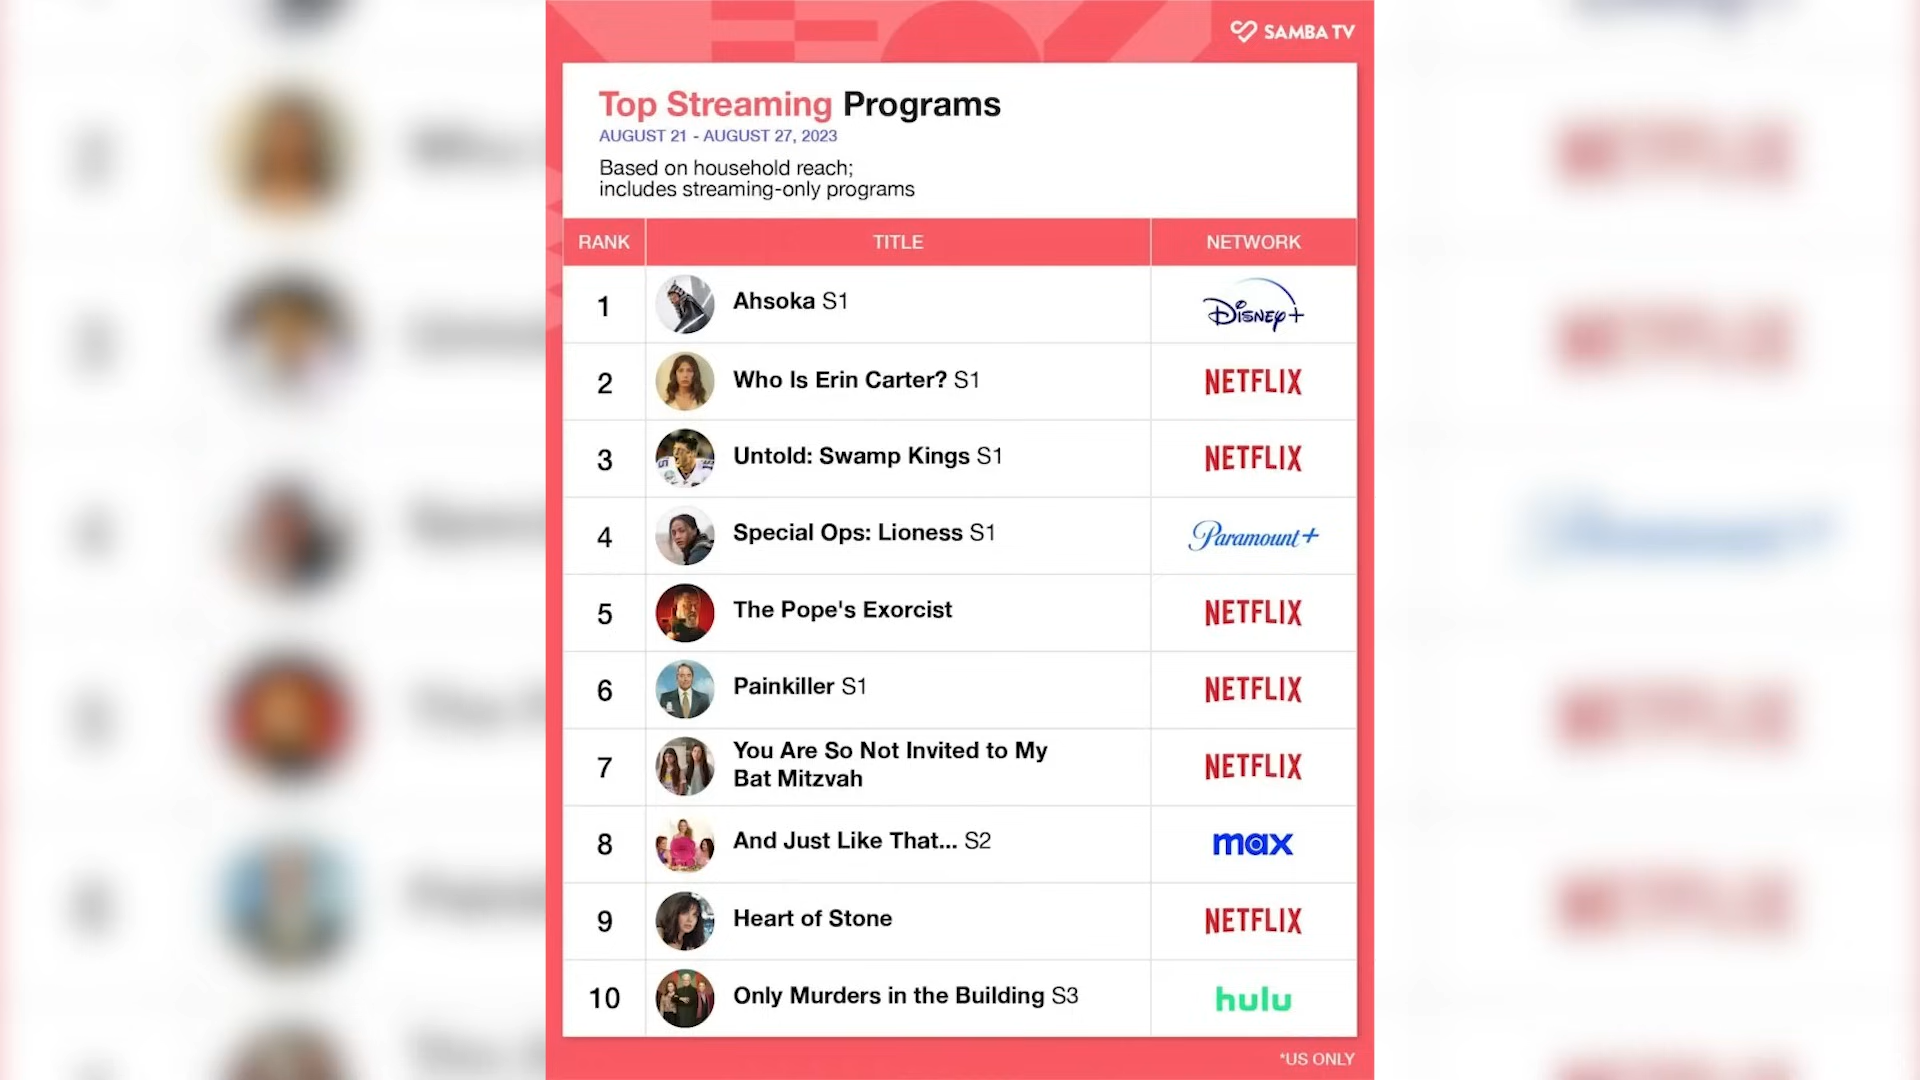 SAMBA TV
Top Streaming Programs
AUGUST 21 - AUGUST 27, 2023
Based on household reach;
includes streaming-only programs
RANK TITLE NETWORK
1 Ahsoka S1 Disney+
2 Who Is Erin Carter? S1 NETFLIX
3 Untold: Swamp Kings S1 NETFLIX
4 Special Ops: Lioness S1 Paramount+
5 The Pope's Exorcist NETFLIX
6 Painkiller S1 NETFLIX
7 You Are So Not Invited to My
Bat Mitzvah NETFLIX
8 And Just Like That... S2 max
9 Heart of Stone NETFLIX
10 Only Murders in the Building S3 hulu
*US ONLY